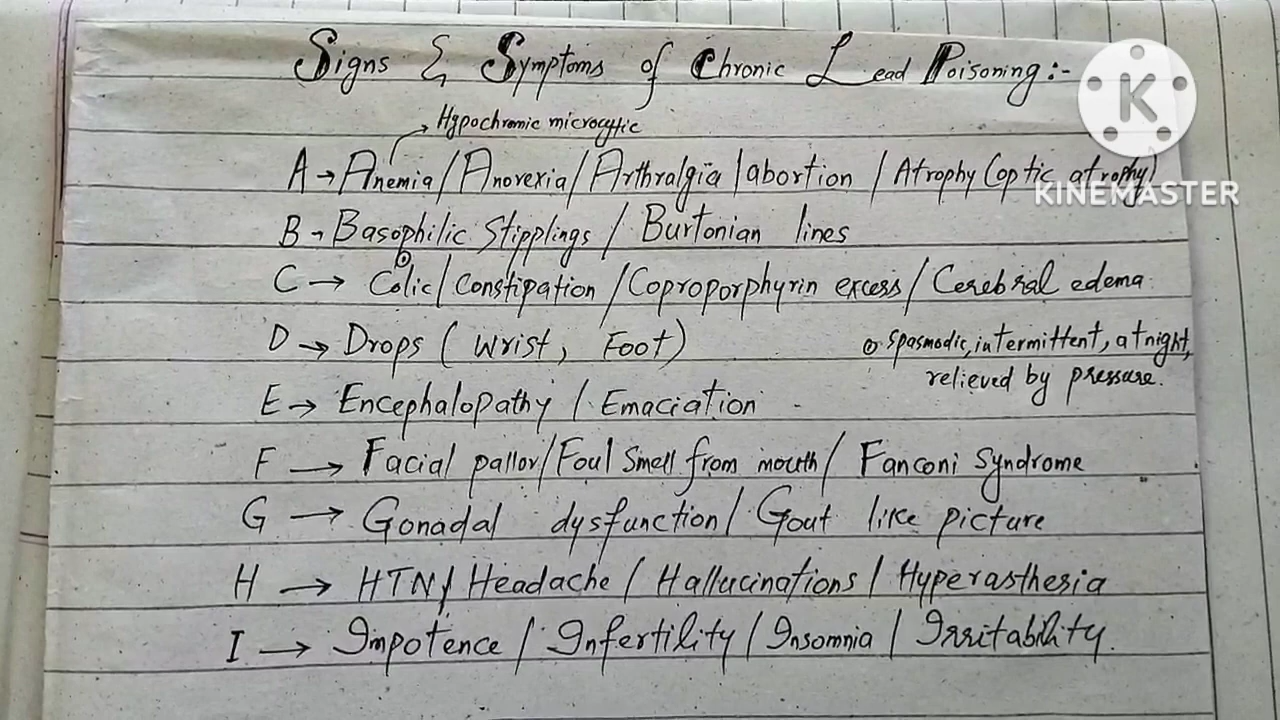 Signs & Symptoms of Chronic Lead Poisoning:-
K
Hypochromic microcytic
A → Anemia/Anorexia/Arthralgia/abortion / Atrophy (optic atrophy)
KINEMASTER
B → Basophilic Stipplings / Burtonian lines
C → Colic/Constipation/Coproporphyrin excess/Cerebral edema
D → Drops (Wrist, Foot)
⊙ spasmodic, intermittent, at night,
relieved by pressure.
E → Encephalopathy / Emaciation
F → Facial pallor/Foul Smell from mouth/ Fanconi Syndrome
G → Gonadal dysfunction/ Gout like picture
H → HTN/ Headache / Hallucinations / Hyperasthesia
I → Impotence / Infertility / Insomnia / Irritability.